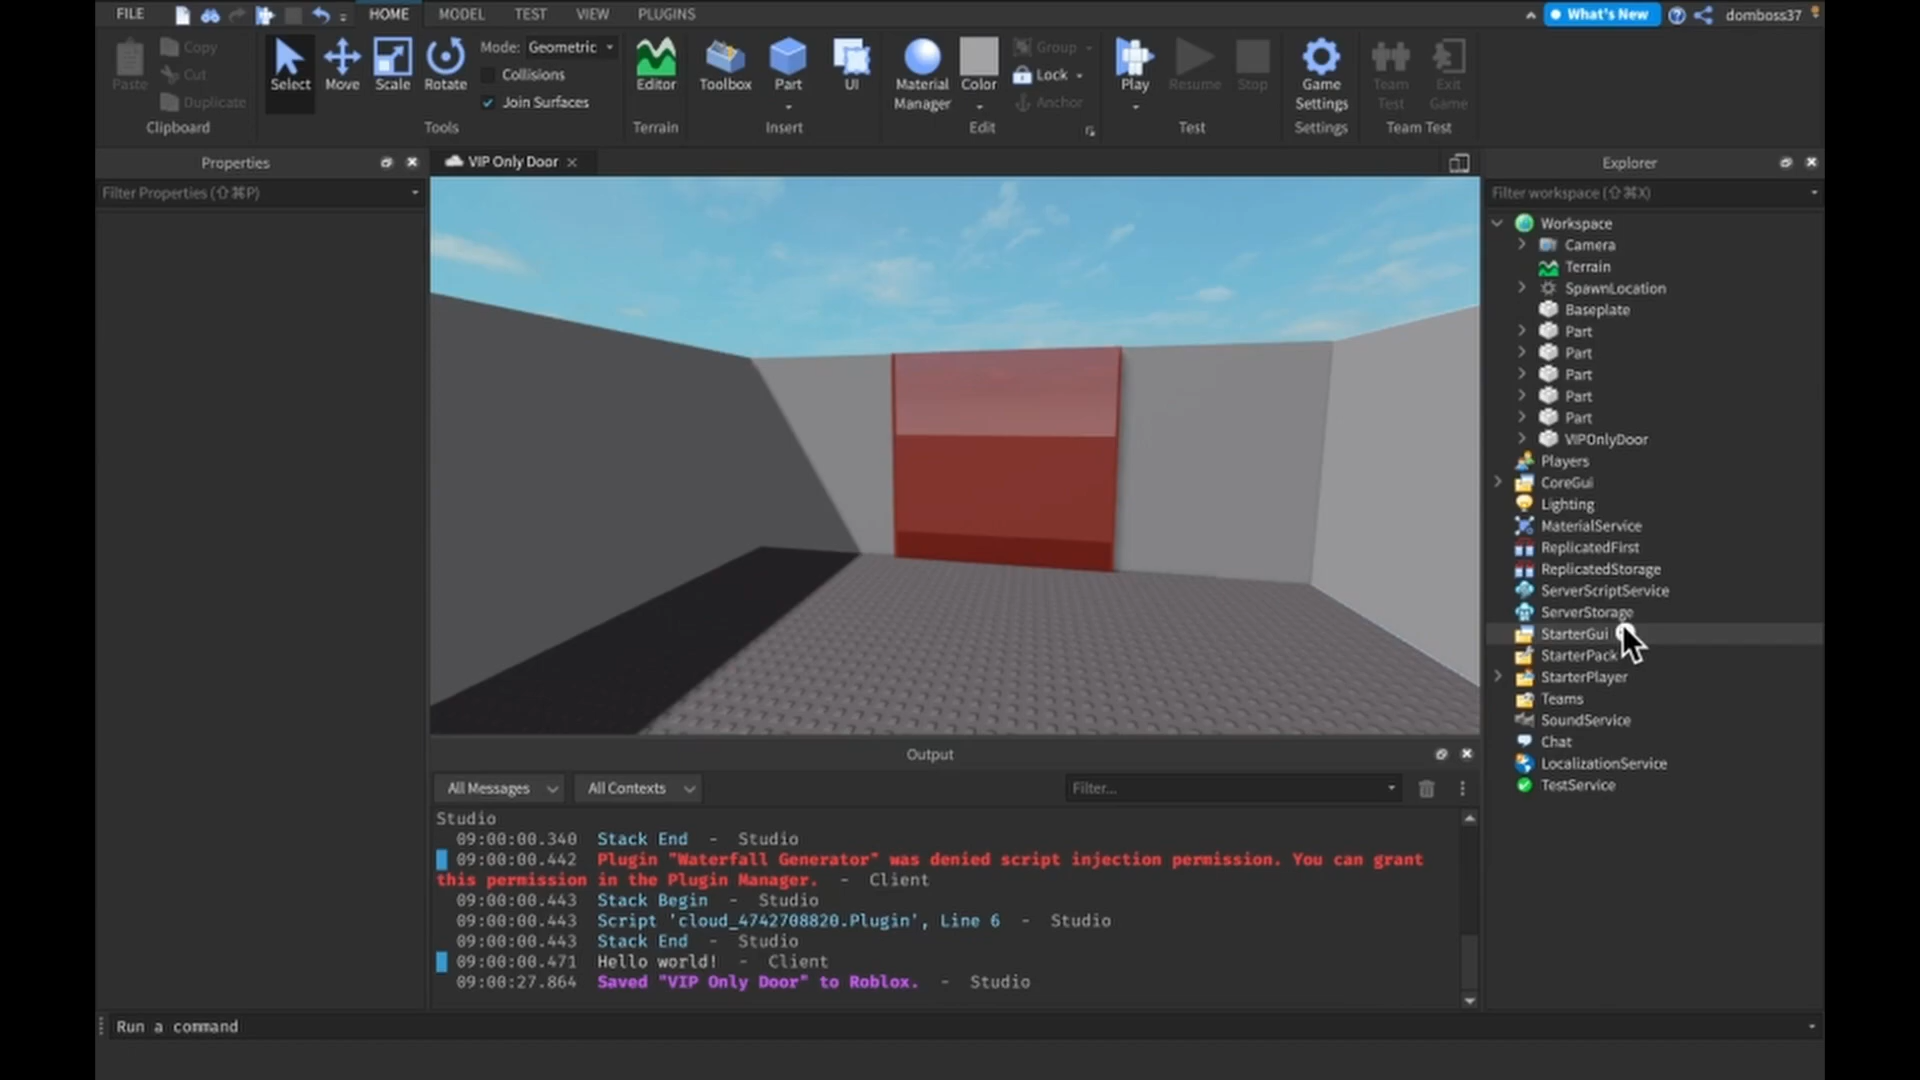 FILE HOME MODEL TEST VIEW PLUGINS What's New domboss37
Paste Copy Cut Duplicate
Clipboard
Select Move Scale Rotate
Mode: Geometric
Collisions
Join Surfaces
Tools
Editor
Terrain
Toolbox Part UI
Insert
Material Manager Color Group Lock Anchor
Edit
Play Resume Stop
Test
Game Settings
Settings
Team Test Exit Game
Team Test
Properties
Filter Properties (⇧⌘P)
VIP Only Door
Explorer
Filter workspace (⇧⌘X)
Workspace
Camera
Terrain
SpawnLocation
Baseplate
Part
Part
Part
Part
Part
VIPOnlyDoor
Players
CoreGui
Lighting
MaterialService
ReplicatedFirst
ReplicatedStorage
ServerScriptService
ServerStorage
StarterGui
StarterPack
StarterPlayer
Teams
SoundService
Chat
LocalizationService
TestService
Output
All Messages All Contexts Filter...
Studio
09:00:00.340 Stack End - Studio
09:00:00.442 Plugin "Waterfall Generator" was denied script injection permission. You can grant
this permission in the Plugin Manager. - Client
09:00:00.443 Stack Begin - Studio
09:00:00.443 Script 'cloud_4742708820.Plugin', Line 6 - Studio
09:00:00.443 Stack End - Studio
09:00:00.471 Hello world! - Client
09:00:27.864 Saved "VIP Only Door" to Roblox. - Studio
Run a command